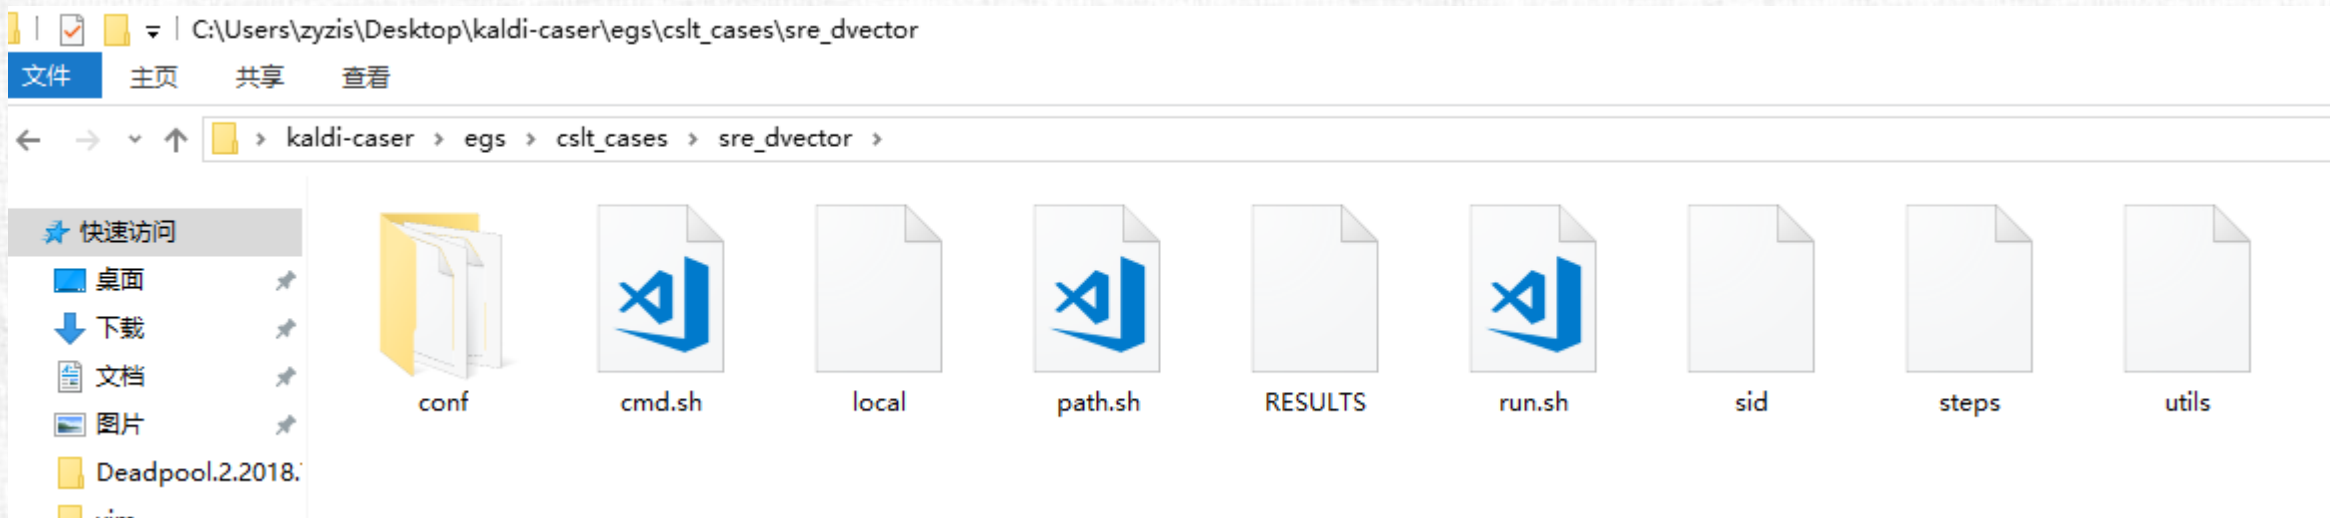 C:\Users\zyzis\Desktop\kaldi-caser\egs\cslt_cases\sre_dvector
文件 主页 共享 查看
kaldi-caser egs cslt_cases sre_dvector
快速访问
桌面
下载
文档
图片
Deadpool.2.2018.
conf cmd.sh local path.sh RESULTS run.sh sid steps utils